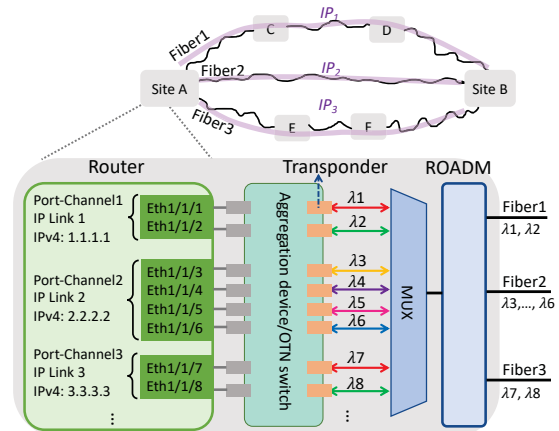 IP1
Fiber1
C
D
Fiber2
IP2
Site A
Site B
IP3
Fiber3
E
F
Router
Transponder
ROADM
Port-Channel1
IP Link 1
IPv4: 1.1.1.1
Eth1/1/1
Eth1/1/2
Port-Channel2
IP Link 2
IPv4: 2.2.2.2
Eth1/1/3
Eth1/1/4
Eth1/1/5
Eth1/1/6
Port-Channel3
IP Link 3
IPv4: 3.3.3.3
Eth1/1/7
Eth1/1/8
⋮
Aggregation device/OTN switch
λ1
λ2
λ3
λ4
λ5
λ6
λ7
λ8
⋮
MUX
Fiber1
λ1, λ2
Fiber2
λ3,..., λ6
Fiber3
λ7, λ8